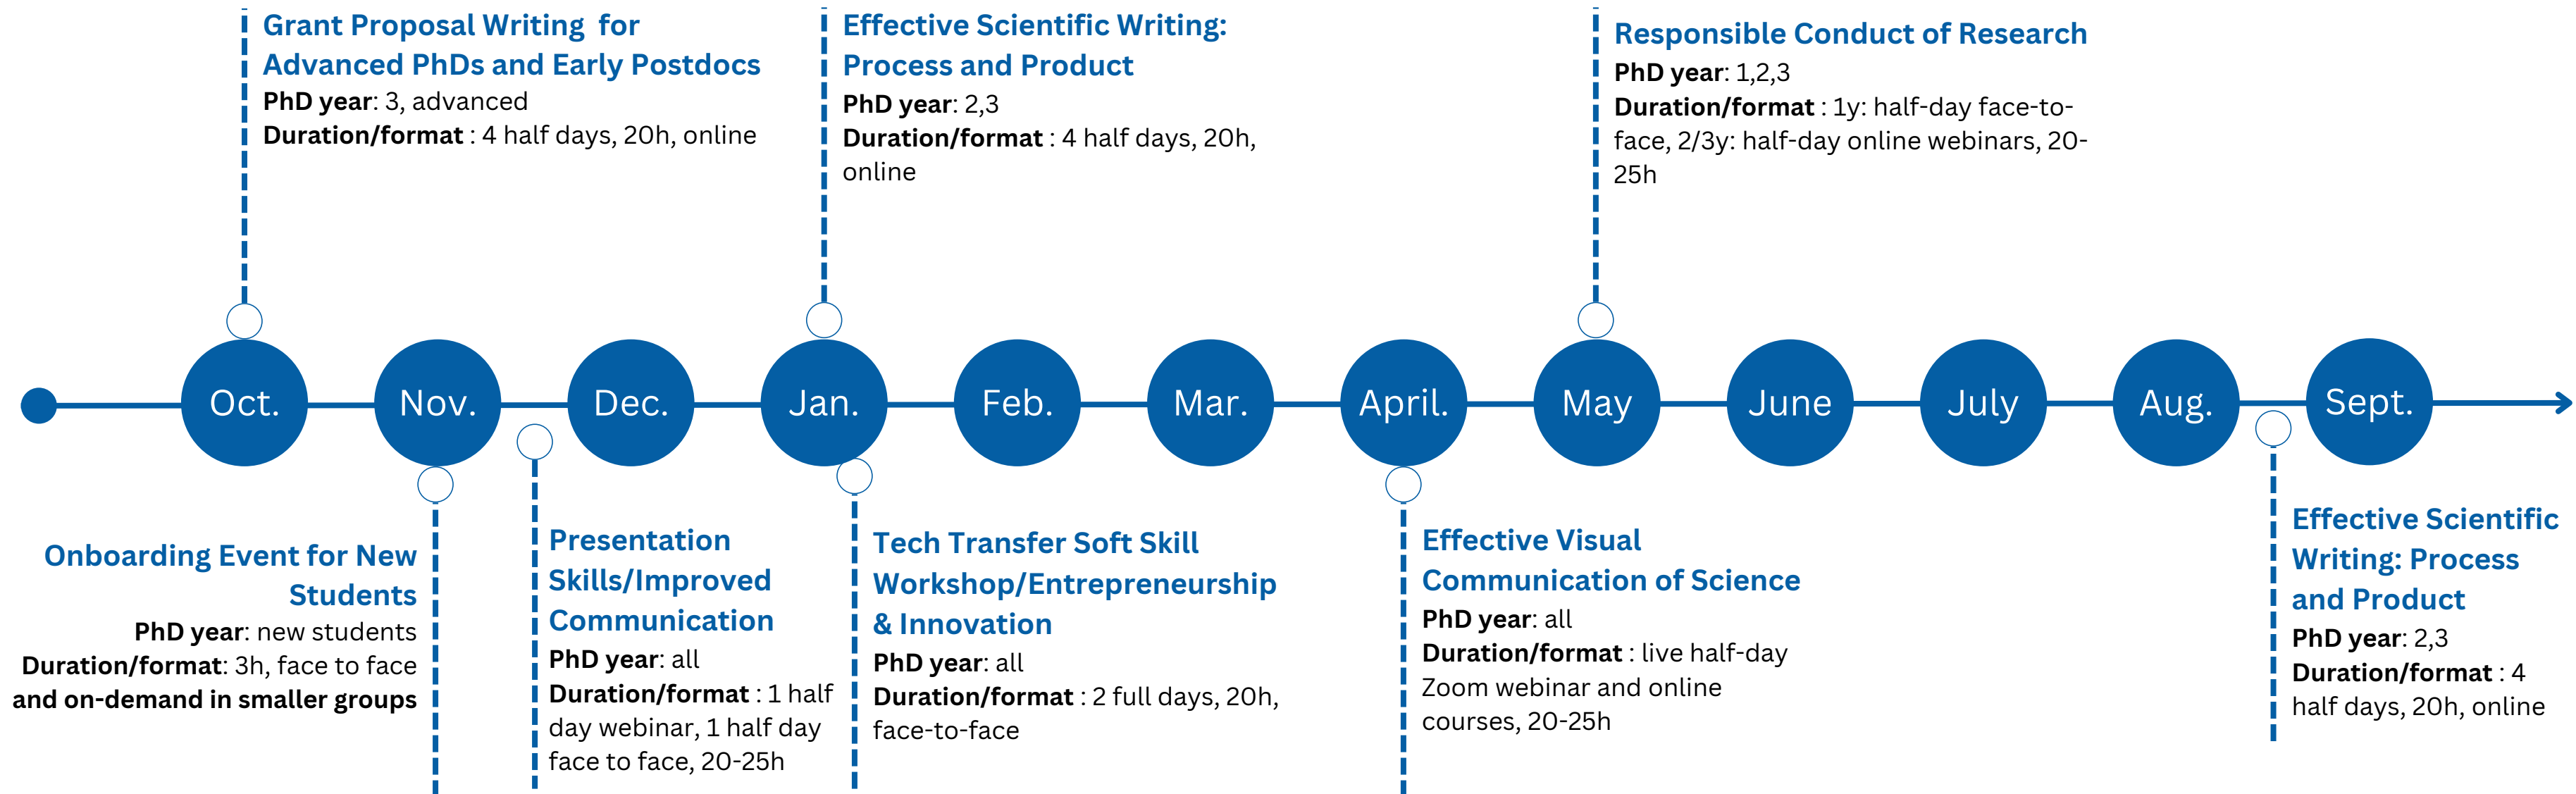 Grant Proposal Writing for
Advanced PhDs and Early Postdocs
PhD year: 3, advanced
Duration/format : 4 half days, 20h, online
Effective Scientific Writing:
Process and Product
PhD year: 2,3
Duration/format : 4 half days, 20h,
online
Responsible Conduct of Research
PhD year: 1,2,3
Duration/format : 1y: half-day face-to-
face, 2/3y: half-day online webinars, 20-
25h
Oct.
Nov.
Dec.
Jan.
Feb.
Mar.
April.
May
June
July
Aug.
Sept.
Onboarding Event for New
Students
PhD year: new students
Duration/format: 3h, face to face
and on-demand in smaller groups
Presentation
Skills/Improved
Communication
PhD year: all
Duration/format : 1 half
day webinar, 1 half day
face to face, 20-25h
Tech Transfer Soft Skill
Workshop/Entrepreneurship
& Innovation
PhD year: all
Duration/format : 2 full days, 20h,
face-to-face
Effective Visual
Communication of Science
PhD year: all
Duration/format : live half-day
Zoom webinar and online
courses, 20-25h
Effective Scientific
Writing: Process
and Product
PhD year: 2,3
Duration/format : 4
half days, 20h, online